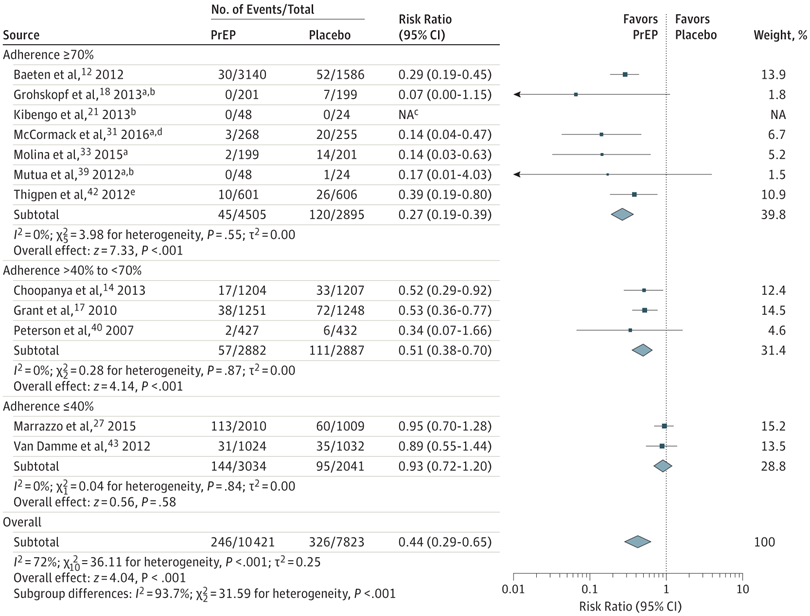 No. of Events/Total
Risk Ratio (95% CI)
Favors PrEP
Favors Placebo
Source PrEP Placebo Weight, %
Adherence ≥70%
Baeten et al,12 2012 30/3140 52/1586 0.29 (0.19-0.45) 13.9
Grohskopf et al,18 2013a,b 0/201 7/199 0.07 (0.00-1.15) 1.8
Kibengo et al,21 2013b 0/48 0/24 NAc NA
McCormack et al,31 2016a,d 3/268 20/255 0.14 (0.04-0.47) 6.7
Molina et al,33 2015a 2/199 14/201 0.14 (0.03-0.63) 5.2
Mutua et al,39 2012a,b 0/48 1/24 0.17 (0.01-4.03) 1.5
Thigpen et al,42 2012e 10/601 26/606 0.39 (0.19-0.80) 10.9
Subtotal 45/4505 120/2895 0.27 (0.19-0.39) 39.8
I2=0%; χ25=3.98 for heterogeneity, P=.55; τ2=0.00
Overall effect: z=7.33, P<.001
Adherence >40% to <70%
Choopanya et al,14 2013 17/1204 33/1207 0.52 (0.29-0.92) 12.4
Grant et al,17 2010 38/1251 72/1248 0.53 (0.36-0.77) 14.5
Peterson et al,40 2007 2/427 6/432 0.34 (0.07-1.66) 4.6
Subtotal 57/2882 111/2887 0.51 (0.38-0.70) 31.4
I2=0%; χ22=0.28 for heterogeneity, P=.87; τ2=0.00
Overall effect: z=4.14, P<.001
Adherence ≤40%
Marrazzo et al,27 2015 113/2010 60/1009 0.95 (0.70-1.28) 15.2
Van Damme et al,43 2012 31/1024 35/1032 0.89 (0.55-1.44) 13.5
Subtotal 144/3034 95/2041 0.93 (0.72-1.20) 28.8
I2=0%; χ21=0.04 for heterogeneity, P=.84; τ2=0.00
Overall effect: z=0.56, P=.58
Overall
Subtotal 246/10421 326/7823 0.44 (0.29-0.65) 100
I2=72%; χ210=36.11 for heterogeneity, P<.001; τ2=0.25
Overall effect: z=4.04, P <.001
Subgroup differences: I2=93.7%; χ22=31.59 for heterogeneity, P<.001
0.01 0.1 1 10
Risk Ratio (95% CI)